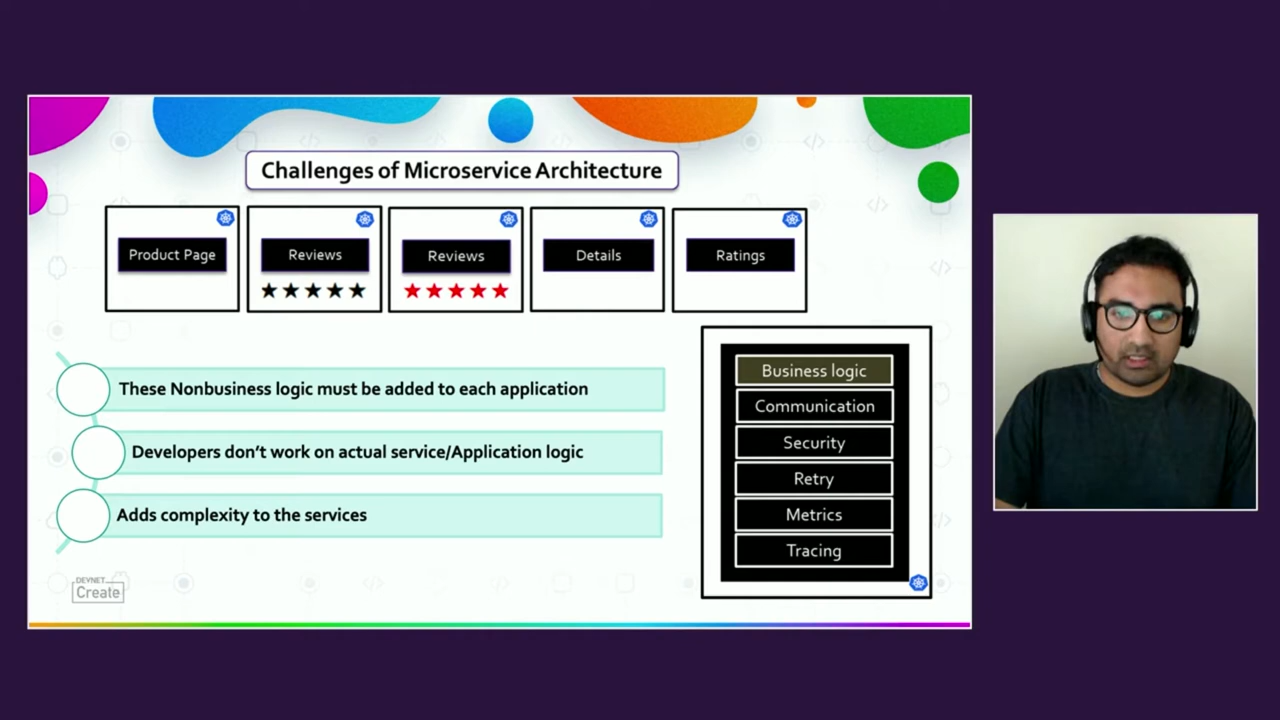 Challenges of Microservice Architecture
Product Page
Reviews
Reviews
Details
Ratings
These Nonbusiness logic must be added to each application
Developers don’t work on actual service/Application logic
Adds complexity to the services
Business logic
Communication
Security
Retry
Metrics
Tracing
DEVNET
Create